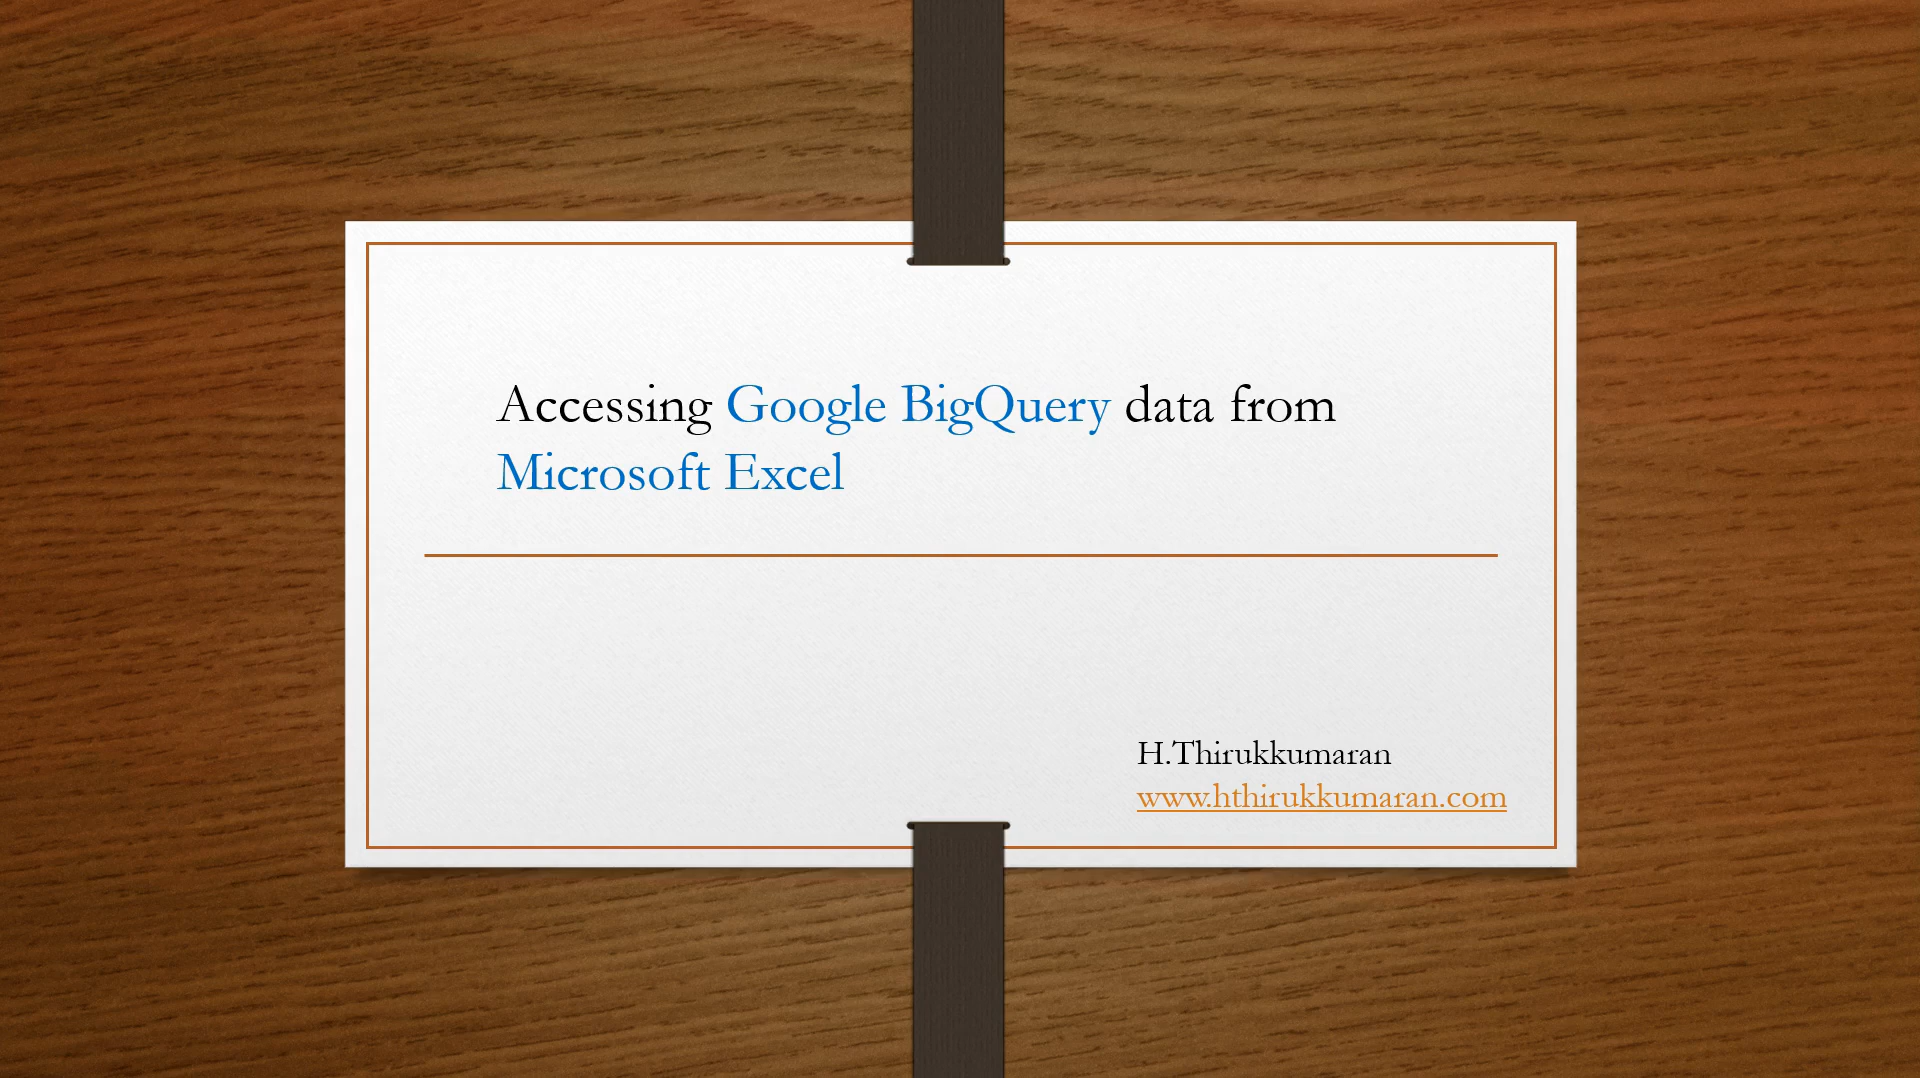 Accessing Google BigQuery data from
Microsoft Excel
H.Thirukkumaran
www.hthirukkumaran.com